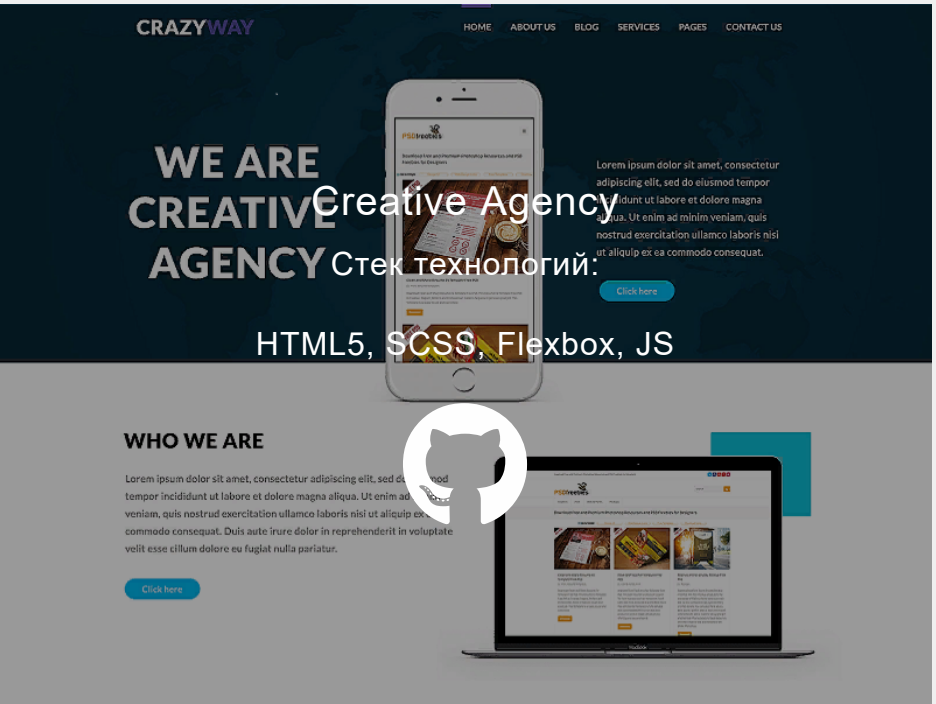 CRAZYWAY
HOME ABOUT US BLOG SERVICES PAGES CONTACT US
WE ARE
CREATIVE
AGENCY
Lorem ipsum dolor sit amet, consectetur
adipiscing elit, sed do eiusmod tempor
incididunt ut labore et dolore magna
aliqua. Ut enim ad minim veniam, quis
nostrud exercitation ullamco laboris nisi
ut aliquip ex ea commodo consequat.
Click here
Creative Agency
Стек технологий:
HTML5, SCSS, Flexbox, JS
PSDfreebies
WHO WE ARE
Lorem ipsum dolor sit amet, consectetur adipiscing elit, sed
tempor incididunt ut labore et dolore magna aliqua. Ut enim ad
veniam, quis nostrud exercitation ullamco laboris nisi ut aliquip ex
commodo consequat. Duis aute irure dolor in reprehenderit in voluptate
velit esse cillum dolore eu fugiat nulla pariatur.
Click here
PSDfreebies